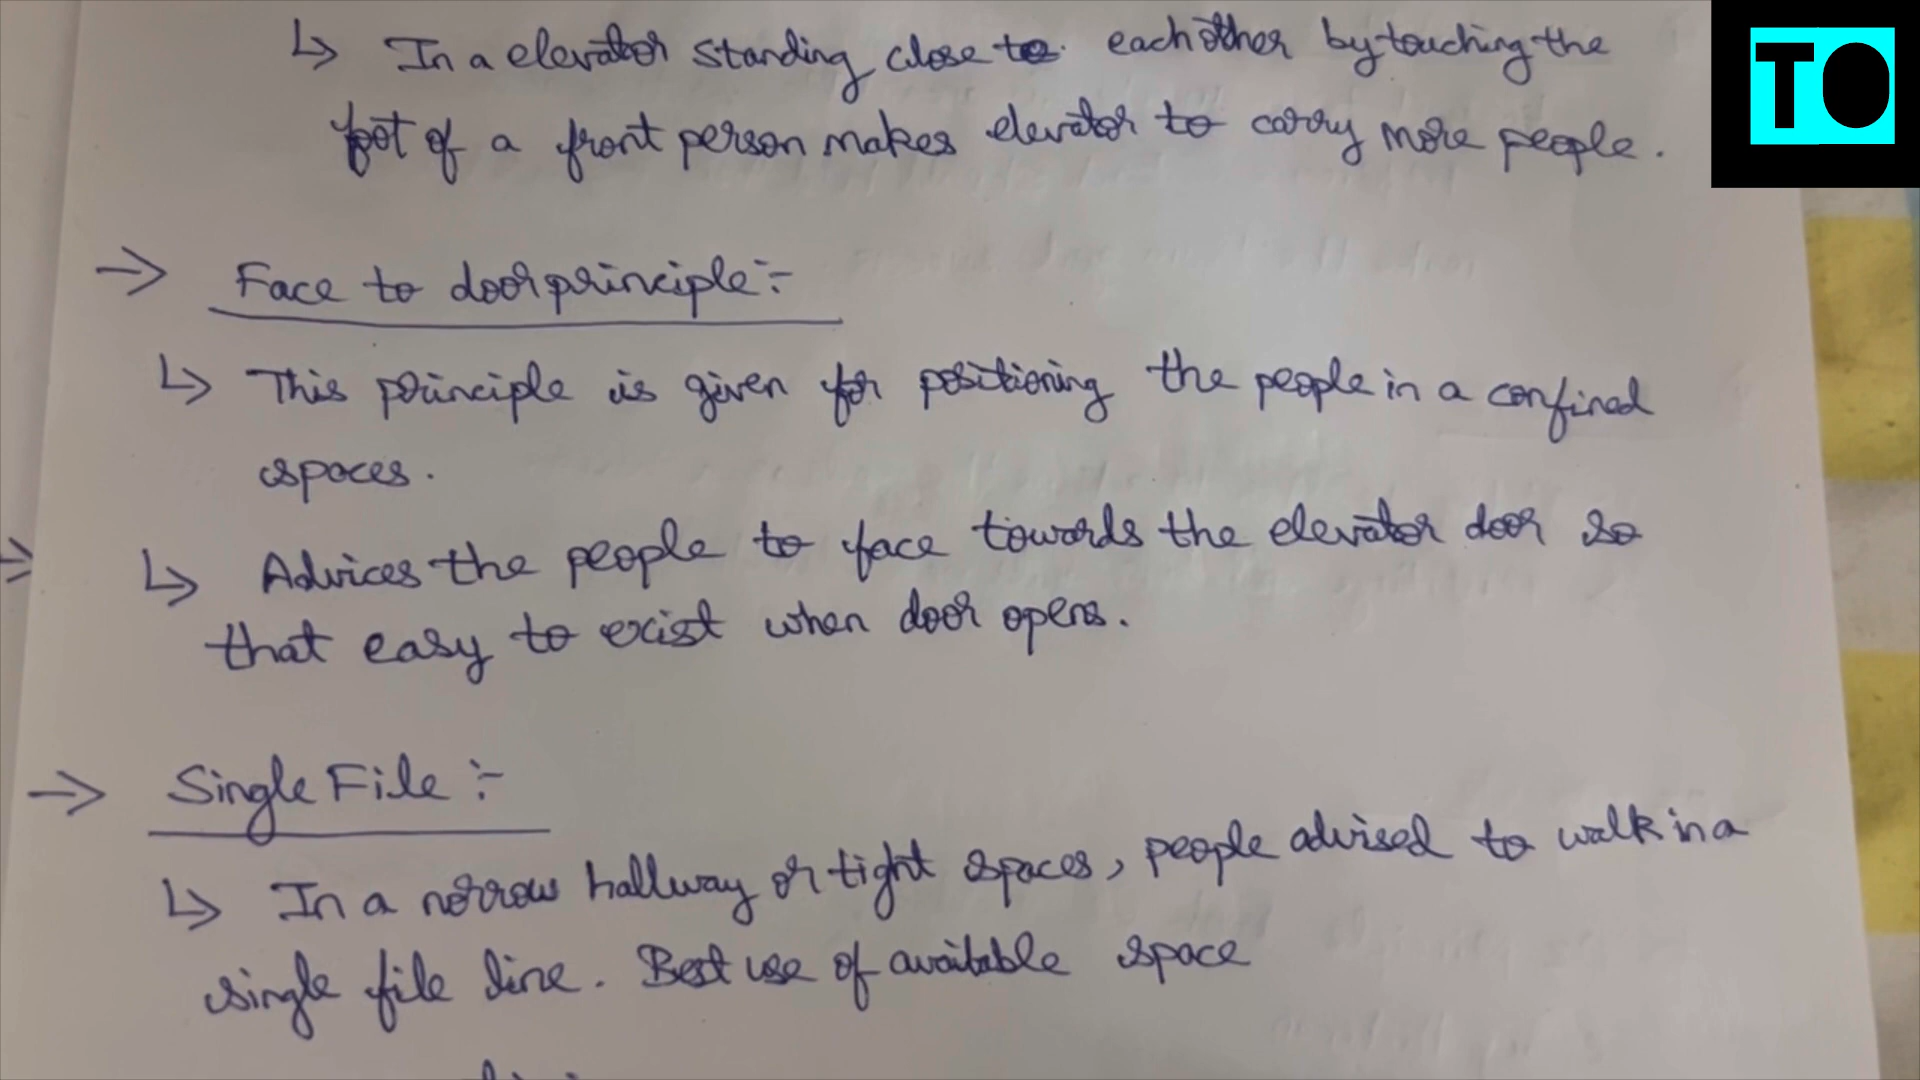 ↳ In a elevator standing close to each other by touching the
foot of a front person makes elevator to carry more people.
TO
→ Face to door principle :-
↳ This principle is given for positioning the people in a confined
spaces.
↳ Advices the people to face towards the elevator door so
that easy to exist when door opens.
→ Single File :-
↳ In a norrow hallway or tight spaces, people advised to walk in a
single file line. Best use of available space